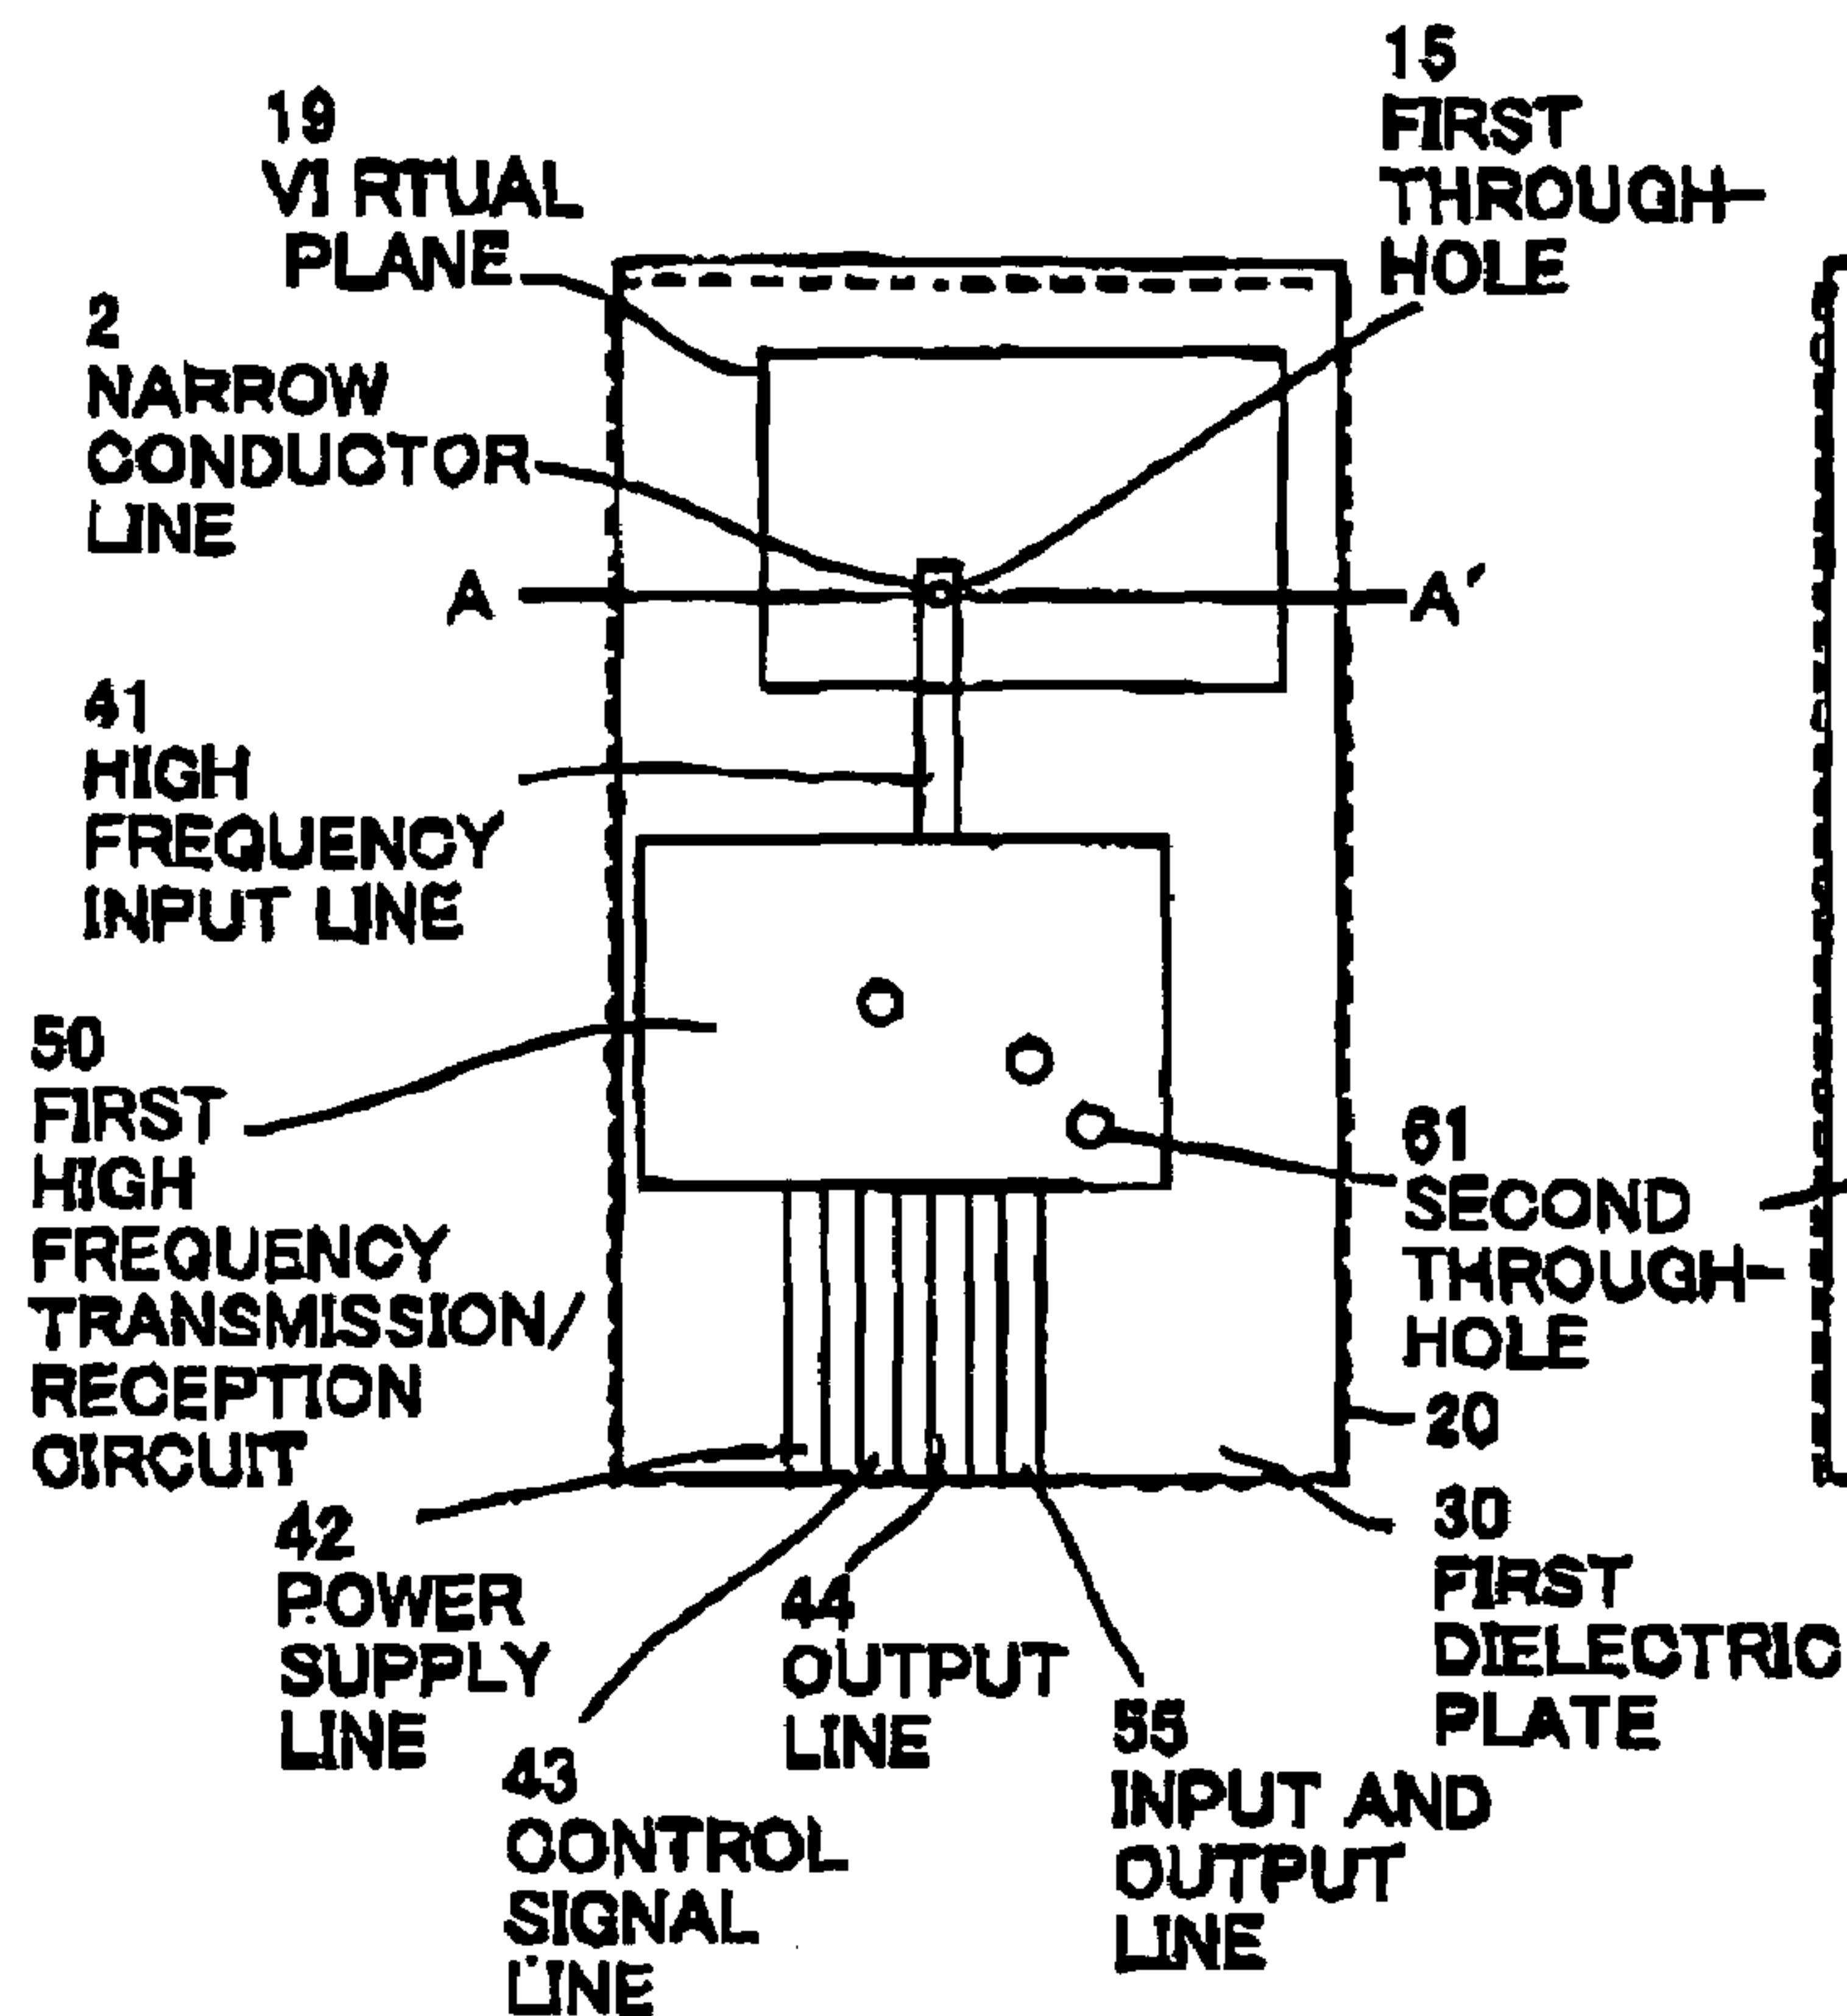 19
VIRTUAL
PLANE
15
FIRST
THROUGH-
HOLE
2
NARROW
CONDUCTOR
LINE
A
A'
41
HIGH
FREQUENCY
INPUT LINE
50
FIRST
HIGH
FREQUENCY
TRANSMISSION/
RECEPTION
CIRCUIT
61
SECOND
THROUGH-
HOLE
20
30
FIRST
DIELECTRIC
PLATE
42
POWER
SUPPLY
LINE
43
CONTROL
SIGNAL
LINE
44
OUTPUT
LINE
55
INPUT AND
OUTPUT
LINE